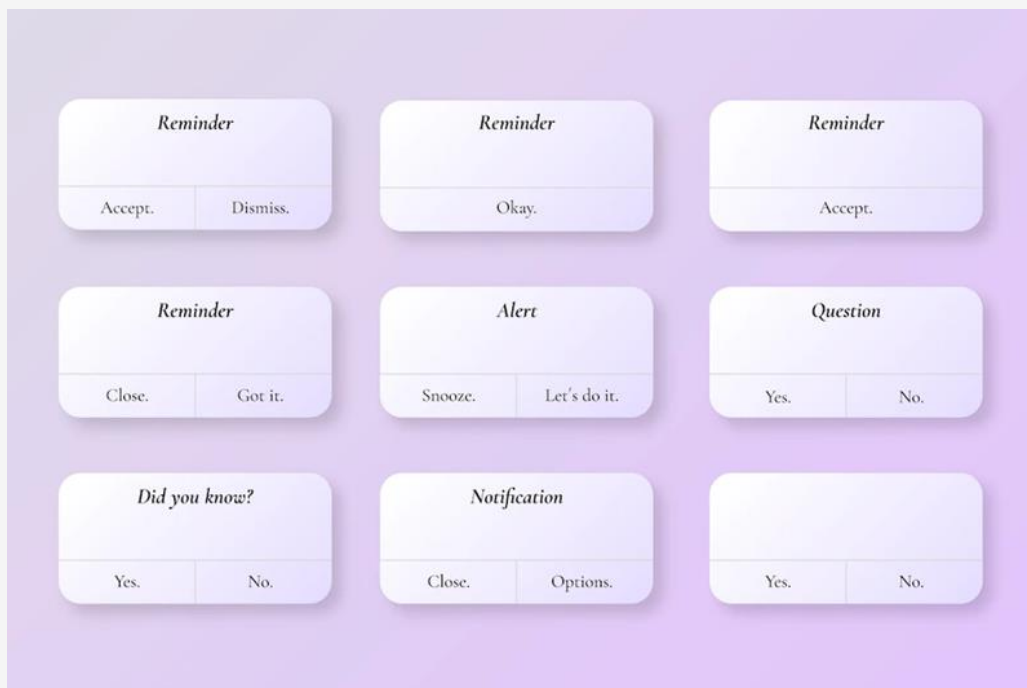 Reminder
Accept. Dismiss.
Reminder
Okay.
Reminder
Accept.
Reminder
Close. Got it.
Alert
Snooze. Let's do it.
Question
Yes. No.
Did you know?
Yes. No.
Notification
Close. Options.
Yes. No.